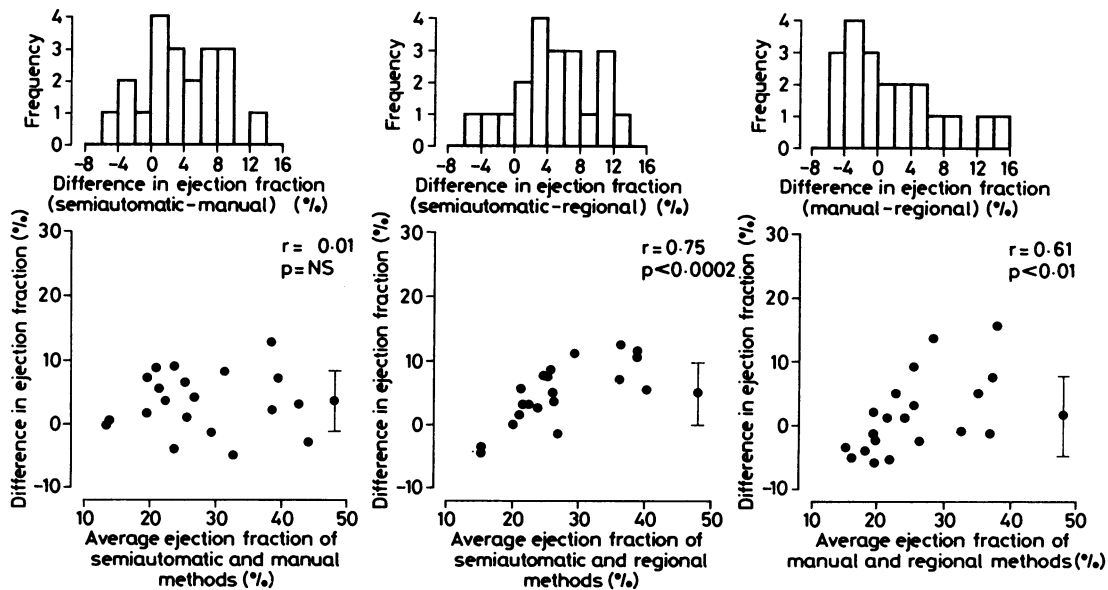 4
3
2
1
0
Frequency
-8 -4 0 4 8 12 16
Difference in ejection fraction
(semiautomatic-manual) (%)
4
3
2
1
0
Frequency
-8 -4 0 4 8 12 16
Difference in ejection fraction
(semiautomatic-regional) (%)
4
3
2
1
0
Frequency
-8 -4 0 4 8 12 16
Difference in ejection fraction
(manual-regional) (%)
Difference in ejection fraction (%)
30
20
10
0
-10
r= 0·01
p=NS
10 20 30 40 50
Average ejection fraction of
semiautomatic and manual
methods (%)
Difference in ejection fraction (%)
30
20
10
0
-10
r=0·75
p<0·0002
10 20 30 40 50
Average ejection fraction of
semiautomatic and regional
methods (%)
Difference in ejection fraction (%)
30
20
10
0
-10
r=0·61
p<0·01
10 20 30 40 50
Average ejection fraction of
manual and regional methods (%)